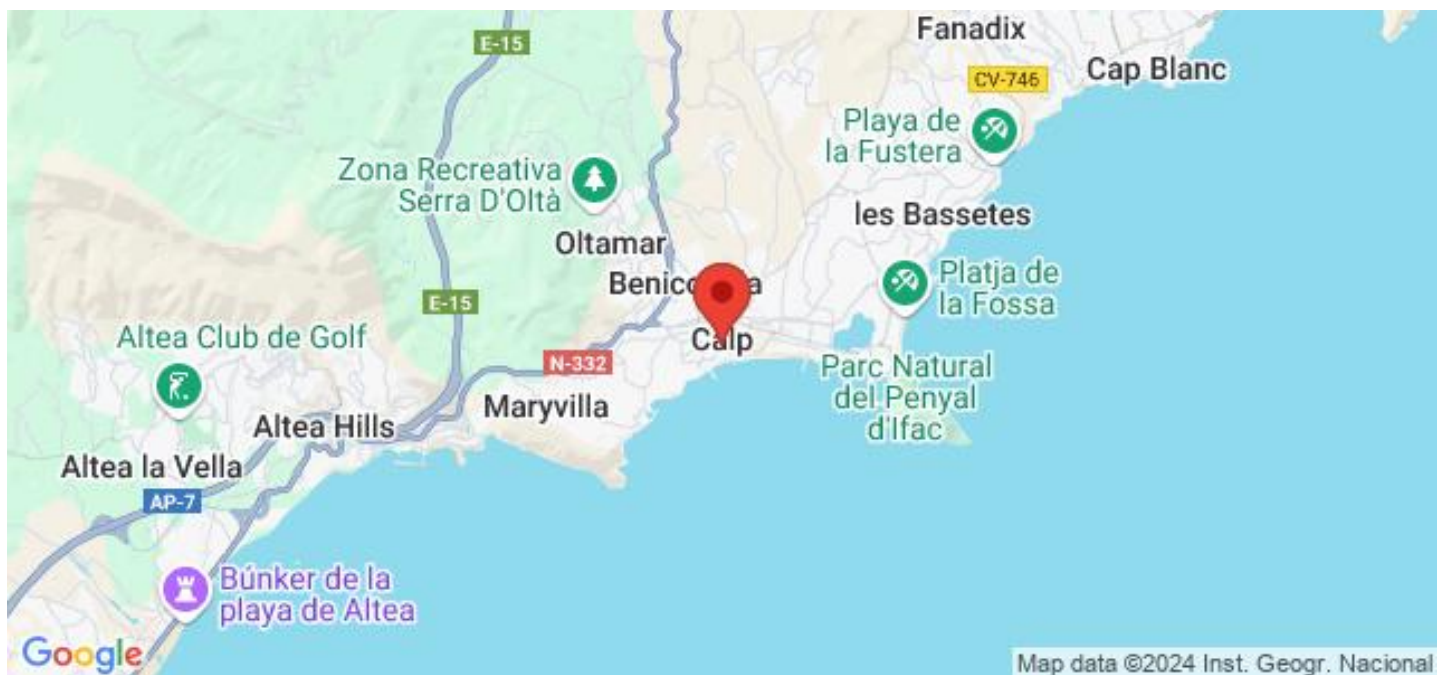 Fanadix
E-15
Cap Blanc
CV-746
Playa de
la Fustera
Zona Recreativa
Serra D'Oltà
les Bassetes
Oltamar
Platja de
la Fossa
E-15
Altea Club de Golf
Calp
N-332
Parc Natural
del Penyal
d'Ifac
Maryvilla
Altea Hills
Altea la Vella
AP-7
Búnker de la
playa de Altea
Google
Map data ©2024 Inst. Geogr. Nacional